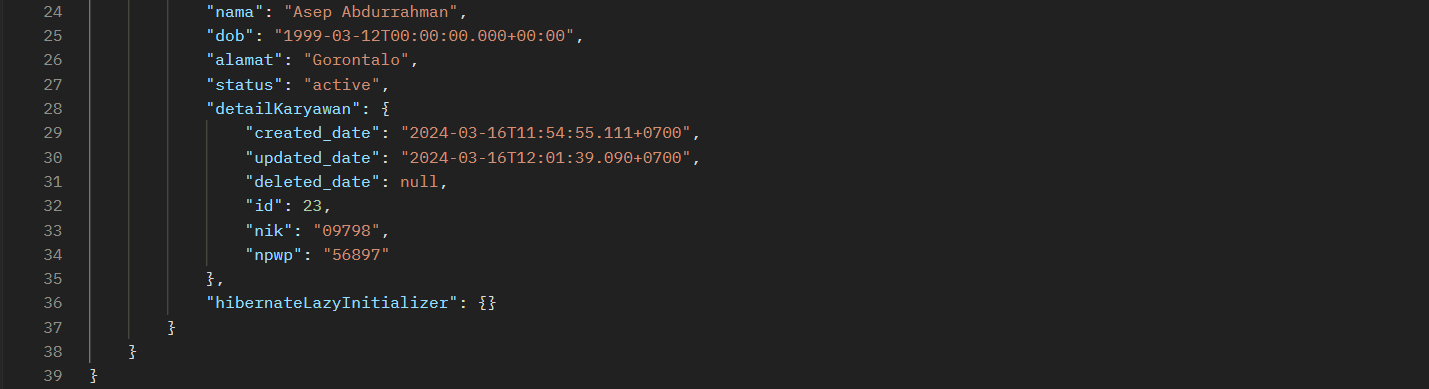 24 "nama": "Asep Abdurrahman",
25 "dob": "1999-03-12T00:00:00.000+00:00",
26 "alamat": "Gorontalo",
27 "status": "active",
28 "detailKaryawan": {
29 "created_date": "2024-03-16T11:54:55.111+0700",
30 "updated_date": "2024-03-16T12:01:39.090+0700",
31 "deleted_date": null,
32 "id": 23,
33 "nik": "09798",
34 "npwp": "56897"
35 },
36 "hibernateLazyInitializer": {}
37 }
38 }
39 }